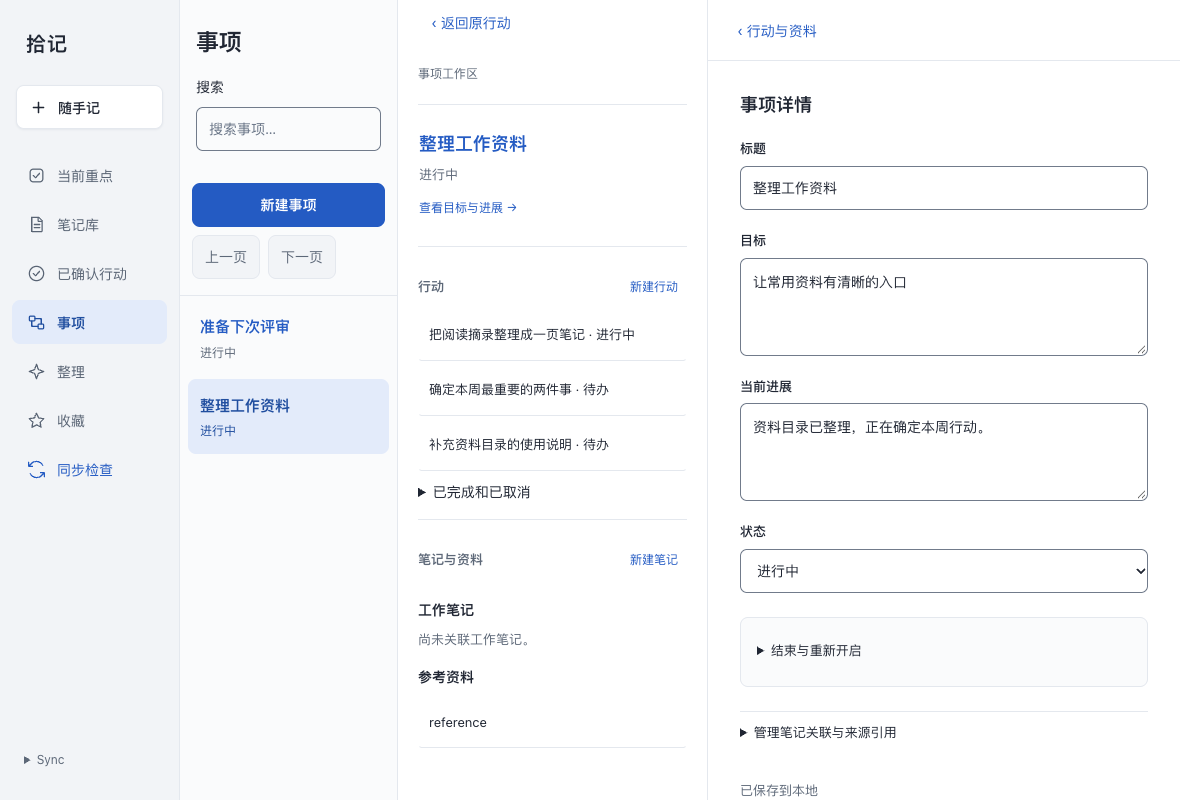 拾记
+ 随手记
当前重点
笔记库
已确认行动
事项
整理
收藏
同步检查
Sync
事项
搜索
搜索事项...
新建事项
上一页
下一页
准备下次评审
进行中
整理工作资料
进行中
‹ 返回原行动
事项工作区
整理工作资料
进行中
查看目标与进展 →
行动
新建行动
把阅读摘录整理成一页笔记 · 进行中
确定本周最重要的两件事 · 待办
补充资料目录的使用说明 · 待办
已完成和已取消
笔记与资料
新建笔记
工作笔记
尚未关联工作笔记。
参考资料
reference
‹ 行动与资料
事项详情
标题
整理工作资料
目标
让常用资料有清晰的入口
当前进展
资料目录已整理，正在确定本周行动。
状态
进行中
结束与重新开启
管理笔记关联与来源引用
已保存到本地